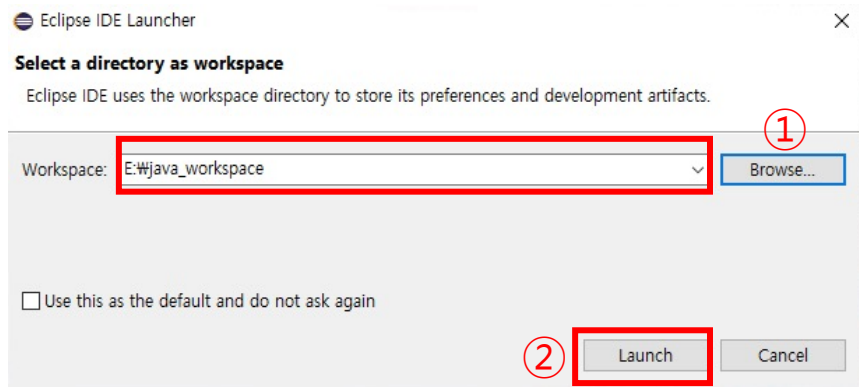 Eclipse IDE Launcher
Select a directory as workspace
Eclipse IDE uses the workspace directory to store its preferences and development artifacts.
①
Workspace: E:₩java_workspace Browse...
Use this as the default and do not ask again
② Launch Cancel